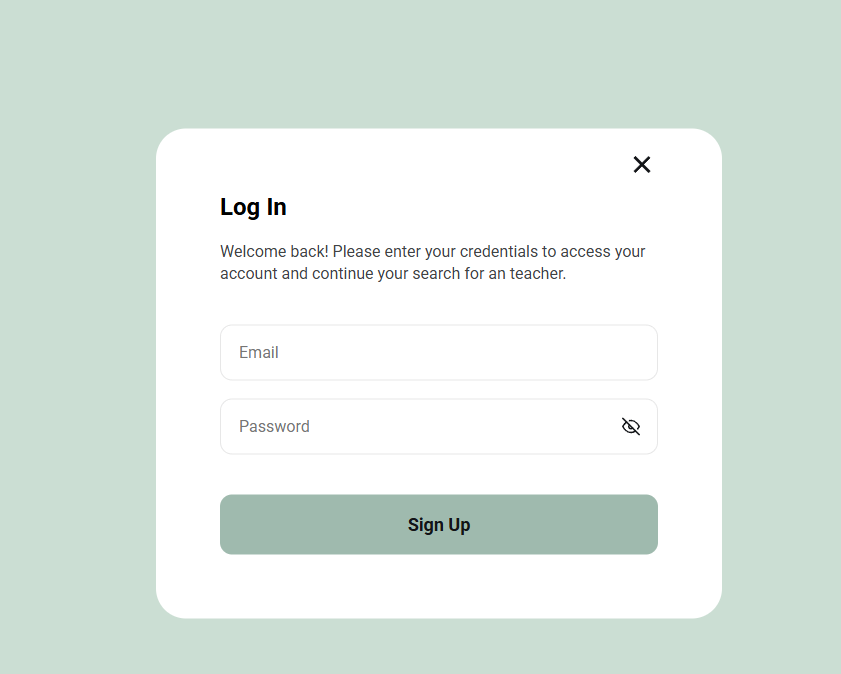 Log In
Welcome back! Please enter your credentials to access your
account and continue your search for an teacher.
Email
Password
Sign Up